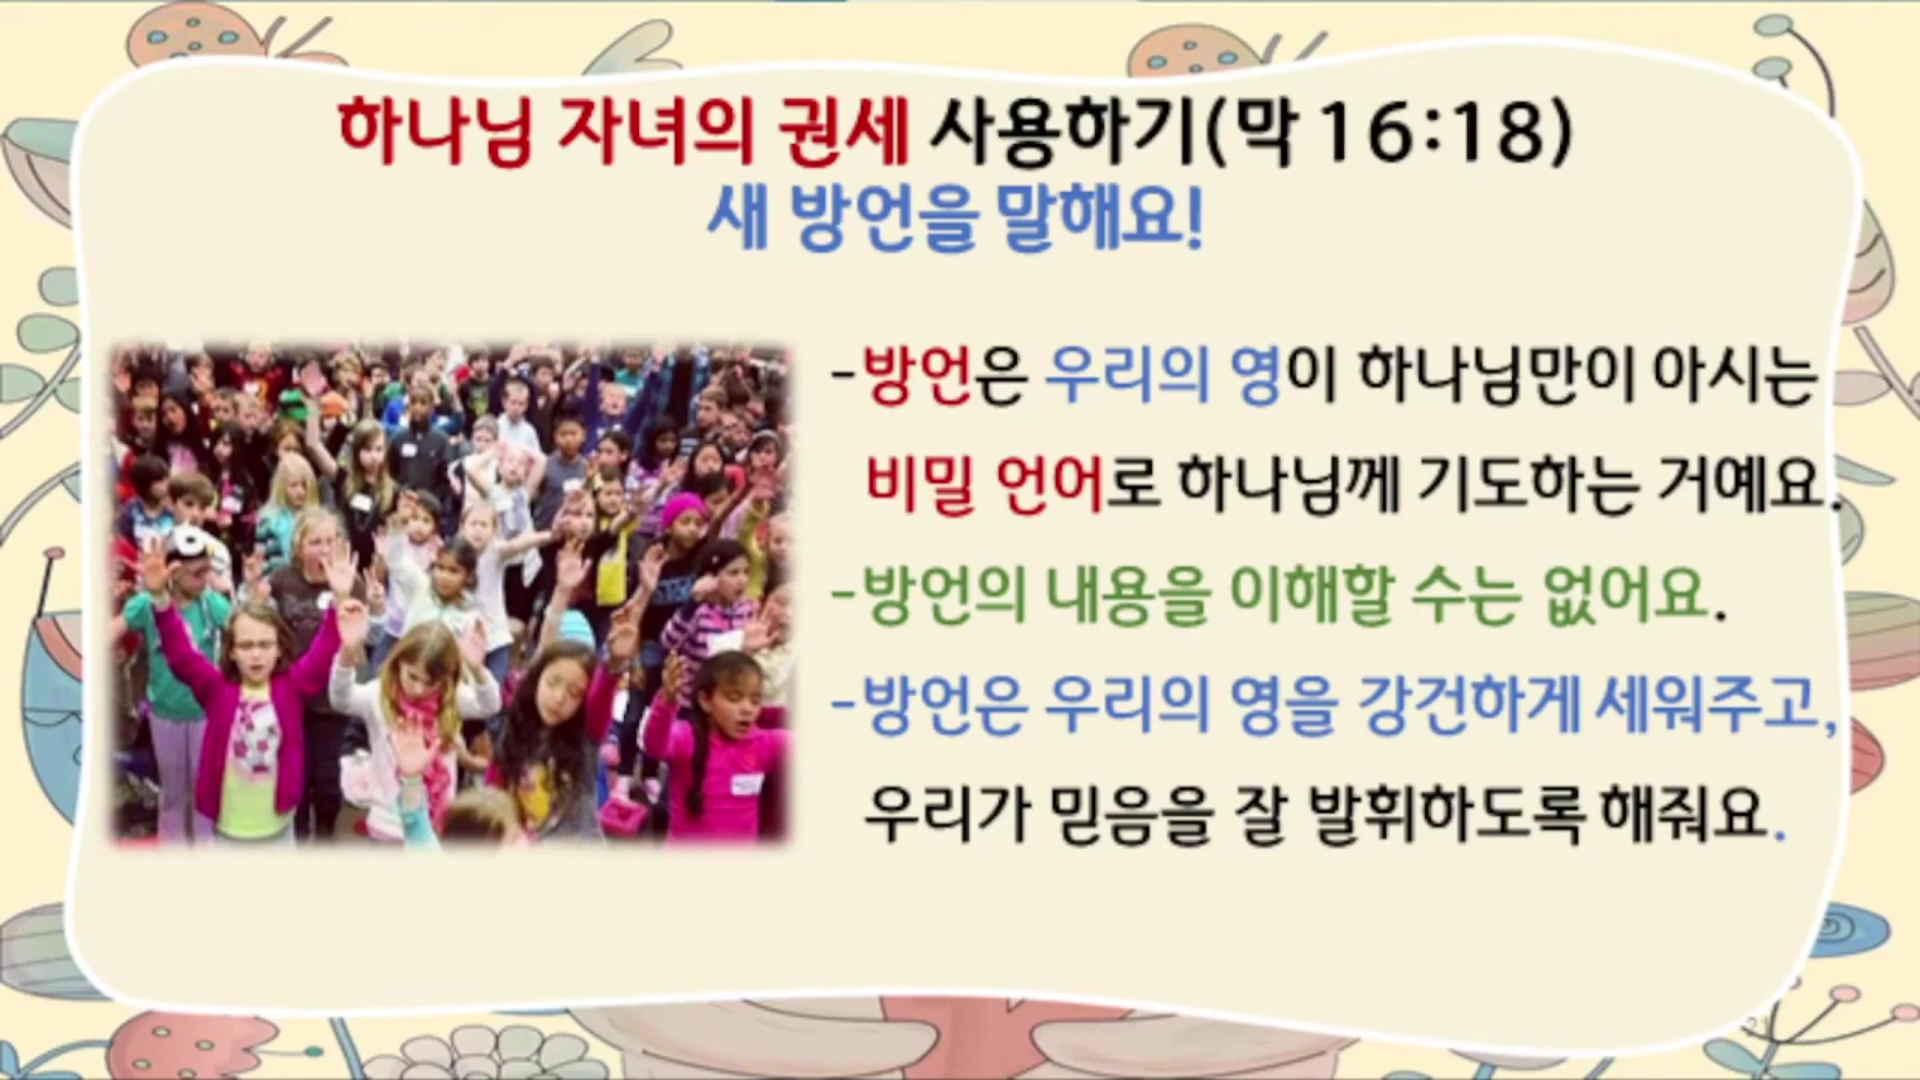 하나님 자녀의 권세 사용하기(막 16:18)
새 방언을 말해요!
-방언은 우리의 영이 하나님만이 아시는
비밀 언어로 하나님께 기도하는 거예요.
-방언의 내용을 이해할 수는 없어요.
-방언은 우리의 영을 강건하게 세워주고,
우리가 믿음을 잘 발휘하도록 해줘요.